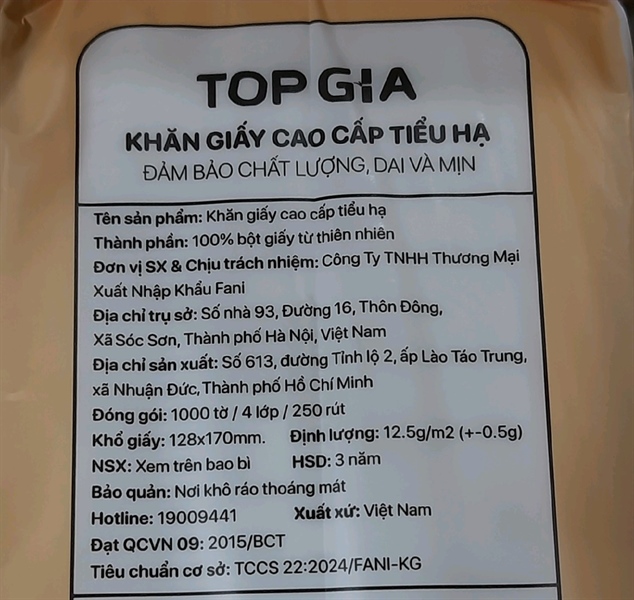 TOP GIA
KHĂN GIẤY CAO CẤP TIỂU HẠ
ĐẢM BẢO CHẤT LƯỢNG, DAI VÀ MỊN
Tên sản phẩm: Khăn giấy cao cấp tiểu hạ
Thành phần: 100% bột giấy từ thiên nhiên
Đơn vị SX & Chịu trách nhiệm: Công Ty TNHH Thương Mại
Xuất Nhập Khẩu Fani
Địa chỉ trụ sở: Số nhà 93, Đường 16, Thôn Đông,
Xã Sóc Sơn, Thành phố Hà Nội, Việt Nam
Địa chỉ sản xuất: Số 613, đường Tỉnh lộ 2, ấp Lào Táo Trung,
xã Nhuận Đức, Thành phố Hồ Chí Minh
Đóng gói: 1000 tờ / 4 lớp / 250 rút
Khổ giấy: 128x170mm. Định lượng: 12.5g/m2 (+-0.5g)
NSX: Xem trên bao bì HSD: 3 năm
Bảo quản: Nơi khô ráo thoáng mát
Hotline: 19009441 Xuất xứ: Việt Nam
Đạt QCVN 09: 2015/BCT
Tiêu chuẩn cơ sở: TCCS 22:2024/FANI-KG